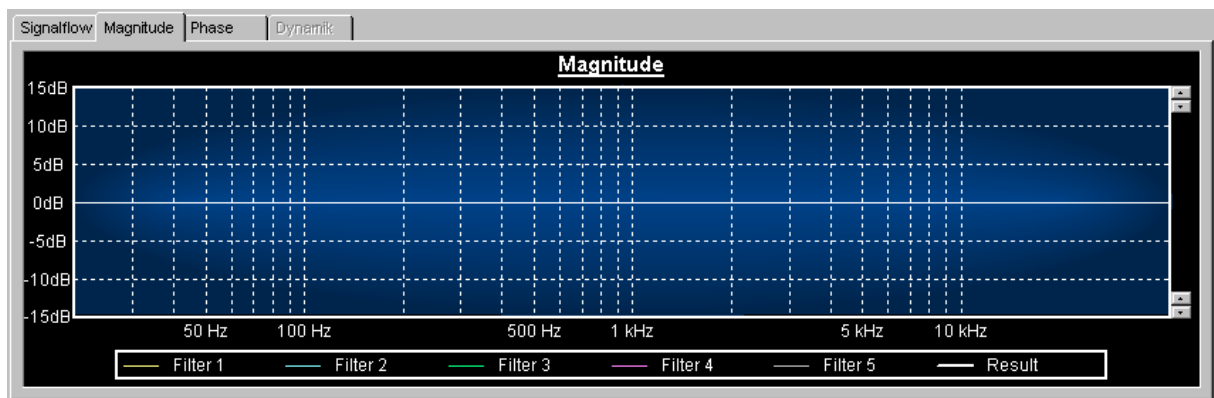 Signalflow Magnitude Phase Dynamik
Magnitude
15dB
10dB
5dB
0dB
-5dB
-10dB
-15dB
50 Hz 100 Hz 500 Hz 1 kHz 5 kHz 10 kHz
Filter 1 Filter 2 Filter 3 Filter 4 Filter 5 Result